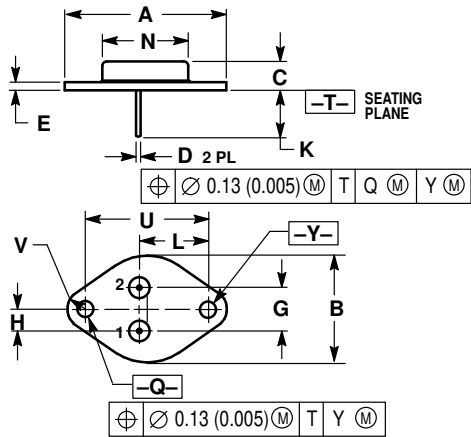 A
N
C
E
–T– SEATING PLANE
K
D 2 PL
⌖ ∅ 0.13 (0.005) Ⓜ T Q Ⓜ Y Ⓜ
U
V
L
–Y–
2
H
G
B
1
–Q–
⌖ ∅ 0.13 (0.005) Ⓜ T Y Ⓜ